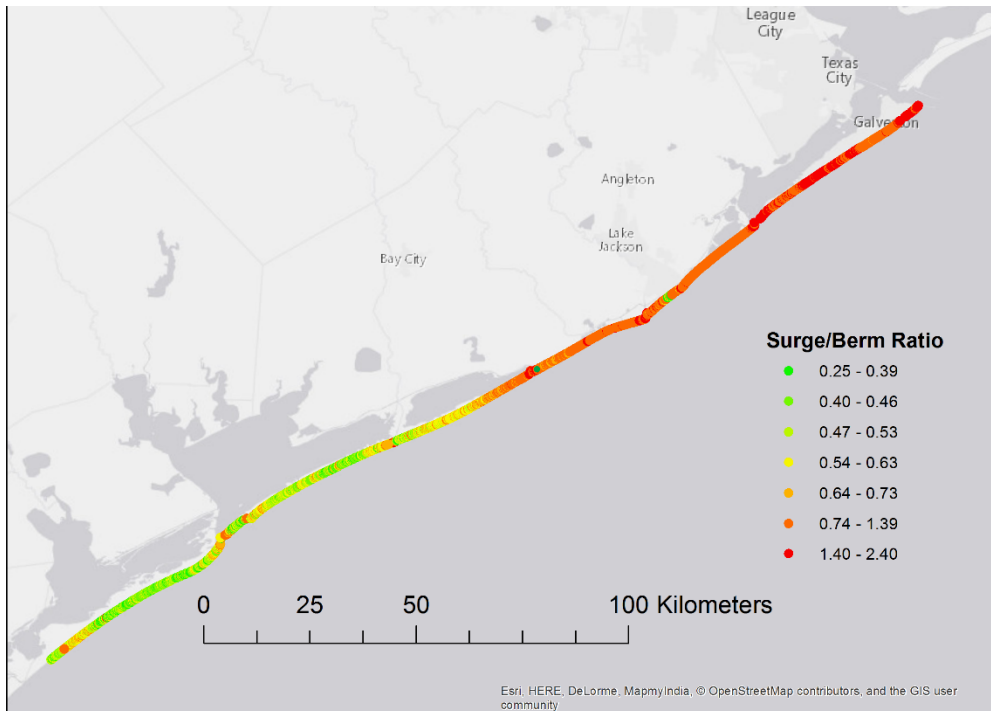 League
City
Texas
City
Galveston
Angleton
Lake
Jackson
Bay City
Surge/Berm Ratio
0.25 - 0.39
0.40 - 0.46
0.47 - 0.53
0.54 - 0.63
0.64 - 0.73
0.74 - 1.39
1.40 - 2.40
0 25 50 100 Kilometers
Esri, HERE, DeLorme, MapmyIndia, © OpenStreetMap contributors, and the GIS user
community